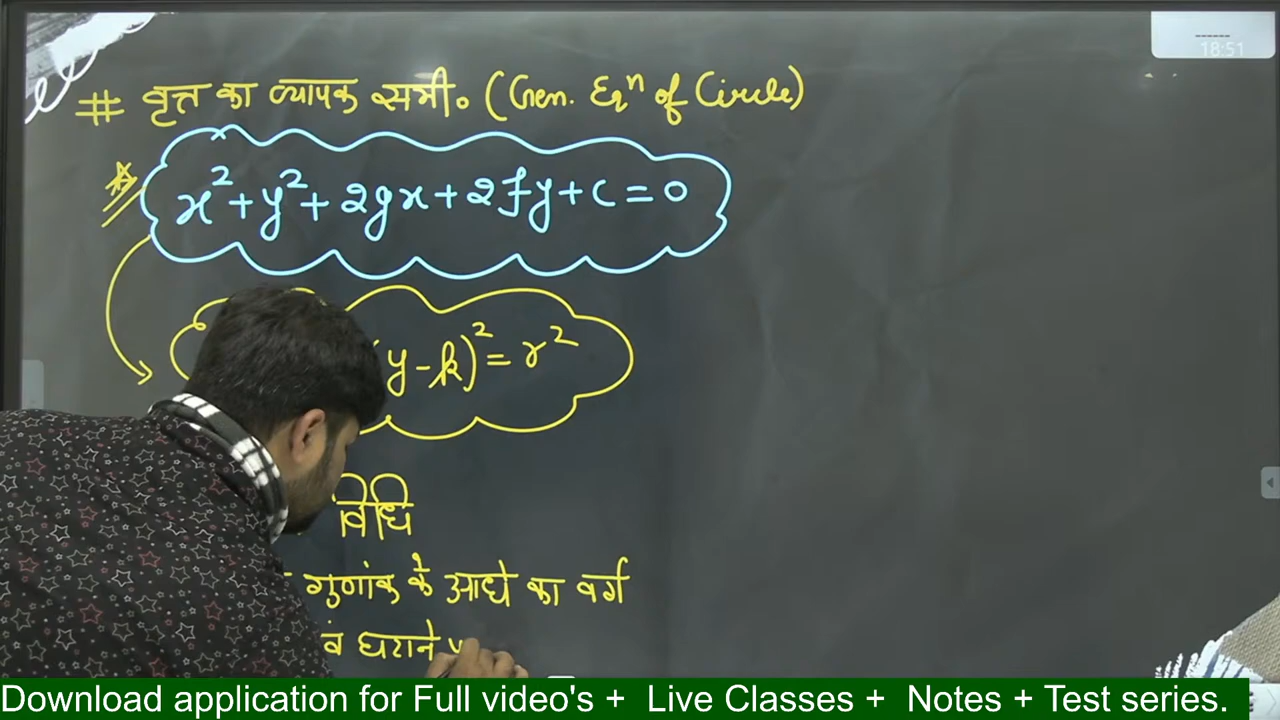 18:51
# वृत्त का व्यापक समी० (Gen. Eqⁿ of Circle)
x²+y²+2gx+2fy+c=0
(y-k)²=r²
विधि
गुणांक के आधे का वर्ग
व घटाने प
Download application for Full video's + Live Classes + Notes + Test series.